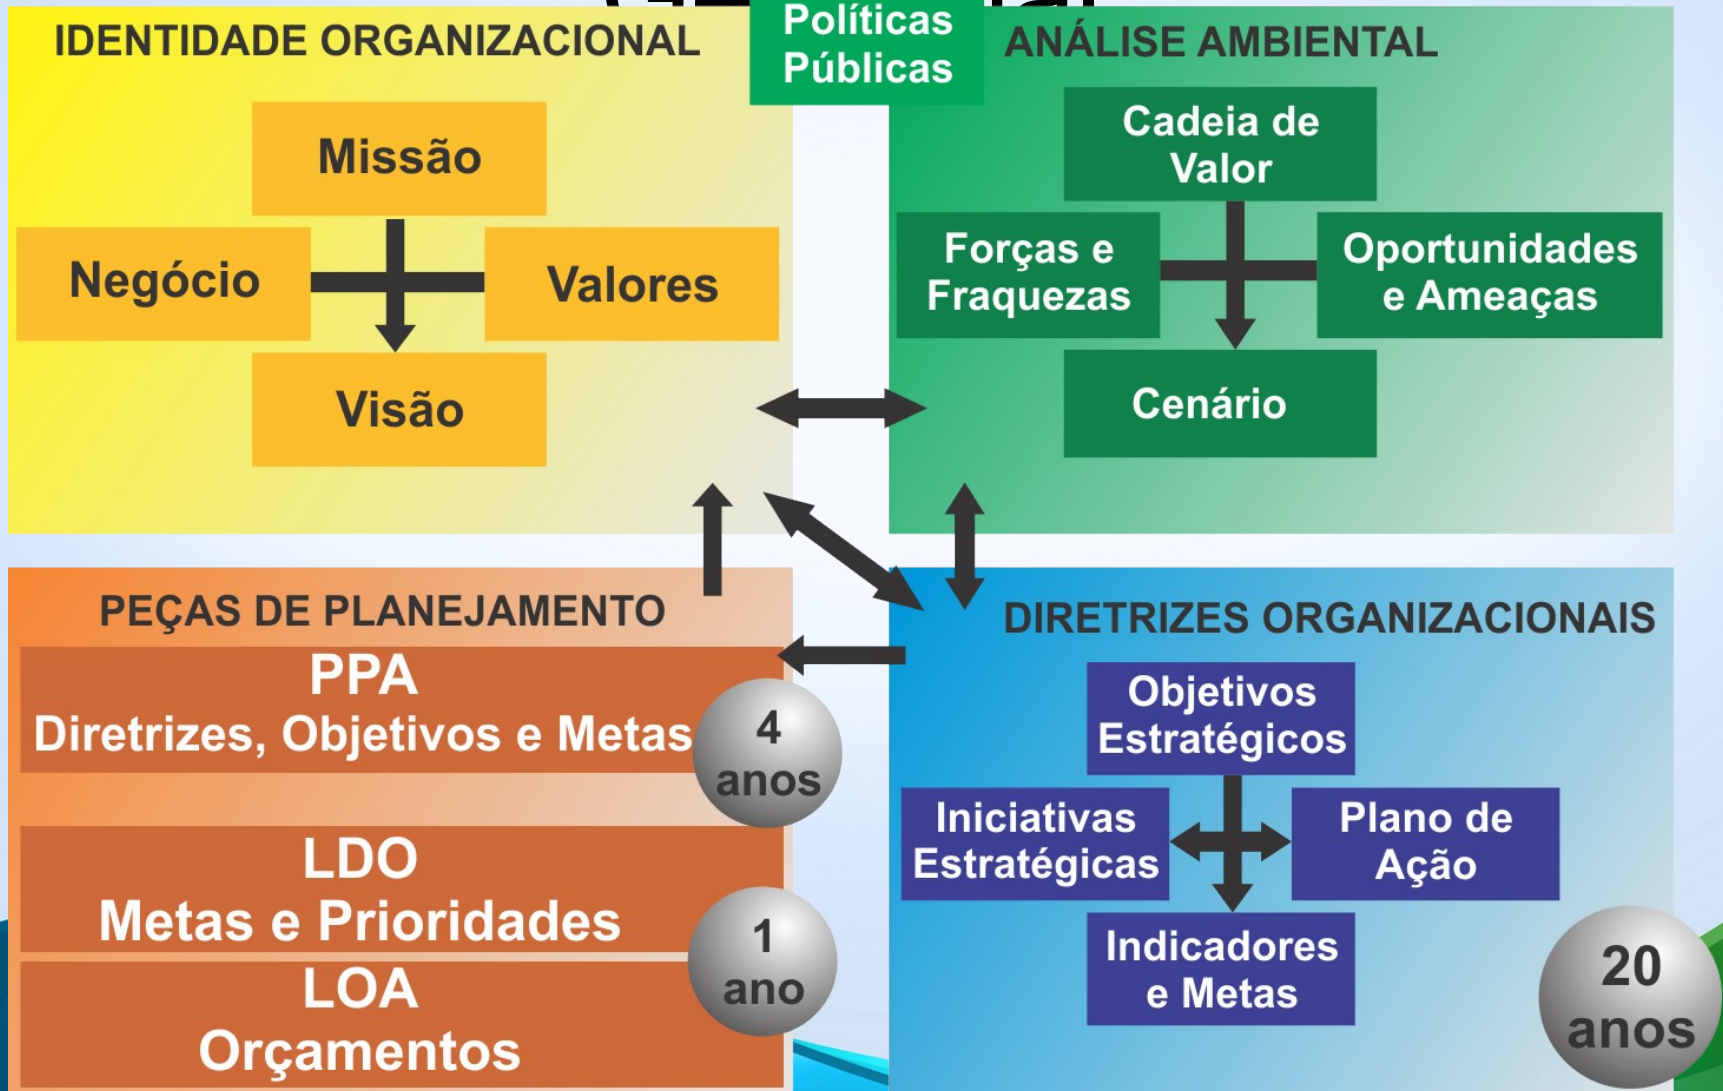 Políticas
Públicas
IDENTIDADE ORGANIZACIONAL
Missão
Negócio
Valores
Visão
ANÁLISE AMBIENTAL
Cadeia de
Valor
Forças e
Fraquezas
Oportunidades
e Ameaças
Cenário
PEÇAS DE PLANEJAMENTO
PPA
Diretrizes, Objetivos e Metas
4
anos
LDO
Metas e Prioridades
1
ano
LOA
Orçamentos
DIRETRIZES ORGANIZACIONAIS
Objetivos
Estratégicos
Iniciativas
Estratégicas
Plano de
Ação
Indicadores
e Metas
20
anos